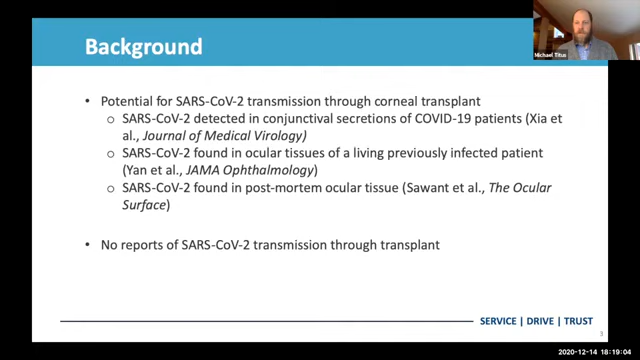 Background
Michael Titus
• Potential for SARS-CoV-2 transmission through corneal transplant
o SARS-CoV-2 detected in conjunctival secretions of COVID-19 patients (Xia et
al., Journal of Medical Virology)
o SARS-CoV-2 found in ocular tissues of a living previously infected patient
(Yan et al., JAMA Ophthalmology)
o SARS-CoV-2 found in post-mortem ocular tissue (Sawant et al., The Ocular
Surface)
• No reports of SARS-CoV-2 transmission through transplant
SERVICE | DRIVE | TRUST
3
2020-12-14 18:19:04